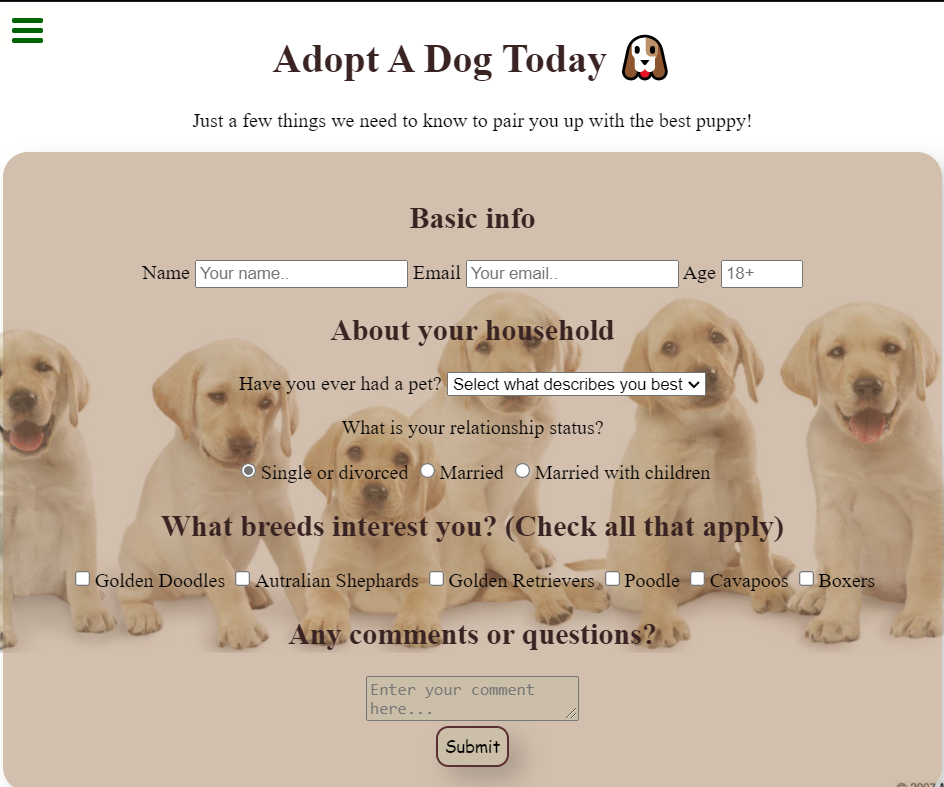 Adopt A Dog Today
Just a few things we need to know to pair you up with the best puppy!
Basic info
Name Your name.. Email Your email.. Age 18+
About your household
Have you ever had a pet? Select what describes you best
What is your relationship status?
Single or divorced Married Married with children
What breeds interest you? (Check all that apply)
Golden Doodles Autralian Shephards Golden Retrievers Poodle Cavapoos Boxers
Any comments or questions?
Enter your comment
here...
Submit